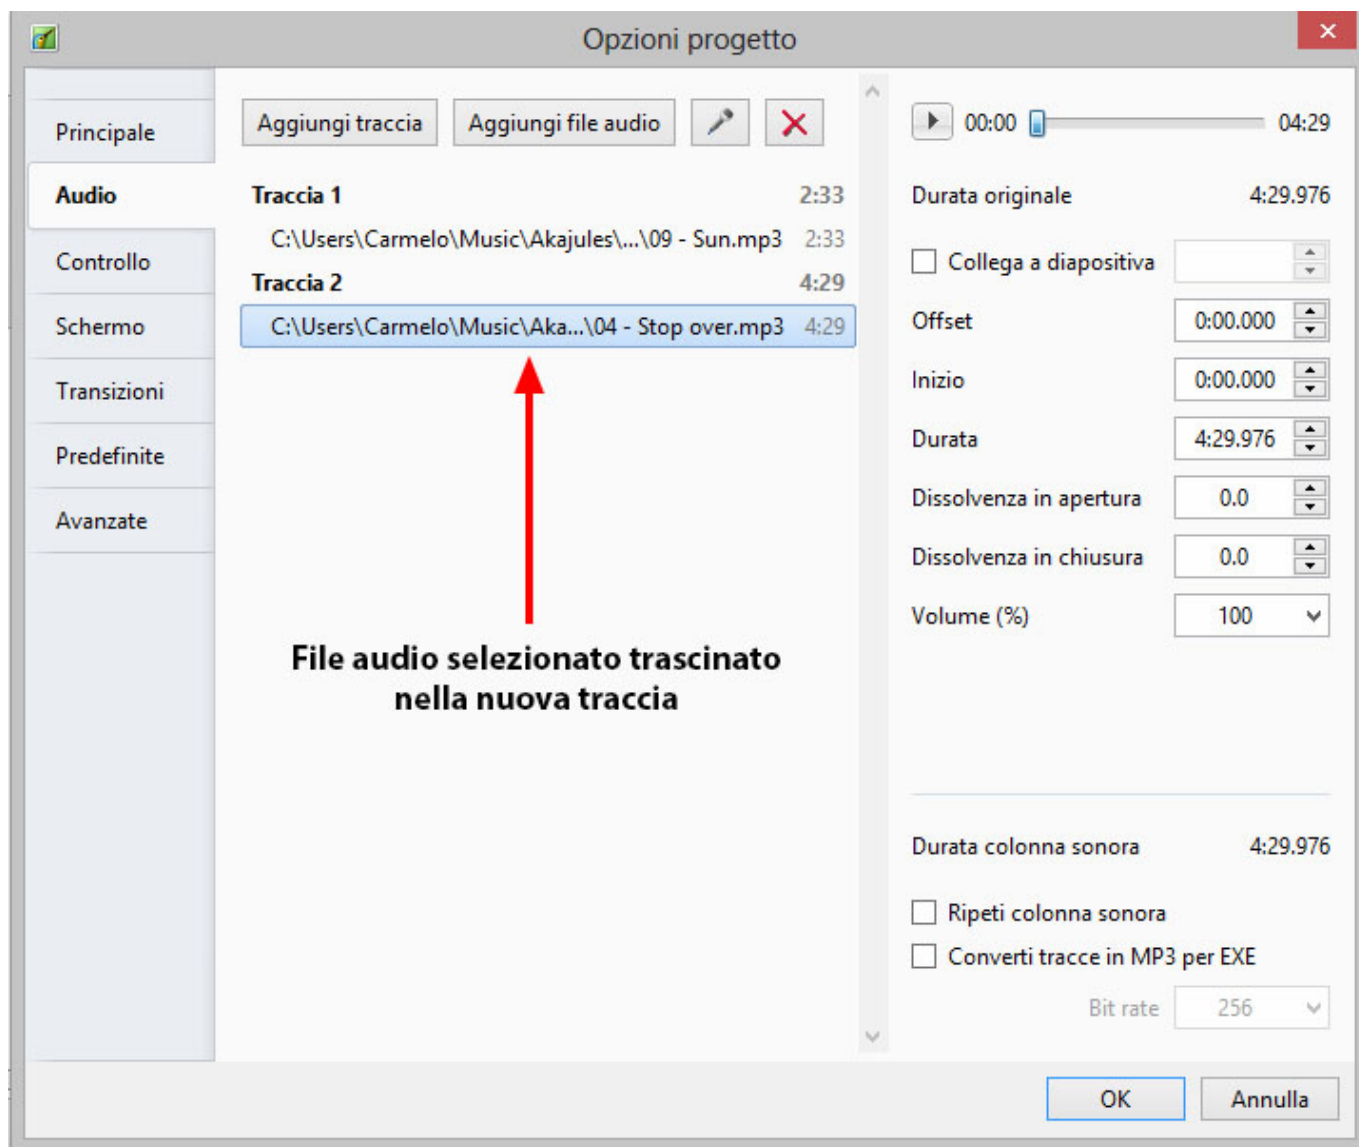 Opzioni progetto
Principale
Audio
Controllo
Schermo
Transizioni
Predefinite
Avanzate
Aggiungi traccia Aggiungi file audio
Traccia 1 2:33
C:\Users\Carmelo\Music\Akajules\...\09 - Sun.mp3 2:33
Traccia 2 4:29
C:\Users\Carmelo\Music\Aka...\04 - Stop over.mp3 4:29
File audio selezionato trascinato
nella nuova traccia
00:00 04:29
Durata originale 4:29.976
Collega a diapositiva
Offset 0:00.000
Inizio 0:00.000
Durata 4:29.976
Dissolvenza in apertura 0.0
Dissolvenza in chiusura 0.0
Volume (%) 100
Durata colonna sonora 4:29.976
Ripeti colonna sonora
Converti tracce in MP3 per EXE
Bit rate 256
OK Annulla